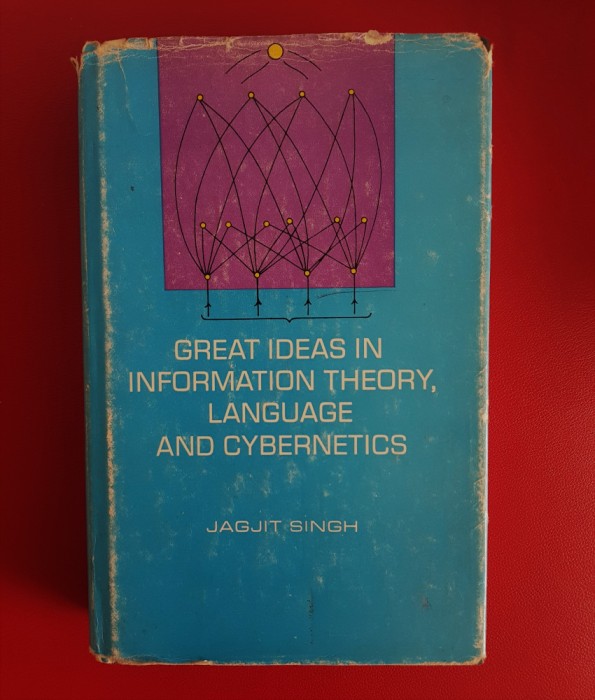 GREAT IDEAS IN
INFORMATION THEORY,
LANGUAGE
AND CYBERNETICS
JAGJIT SINGH